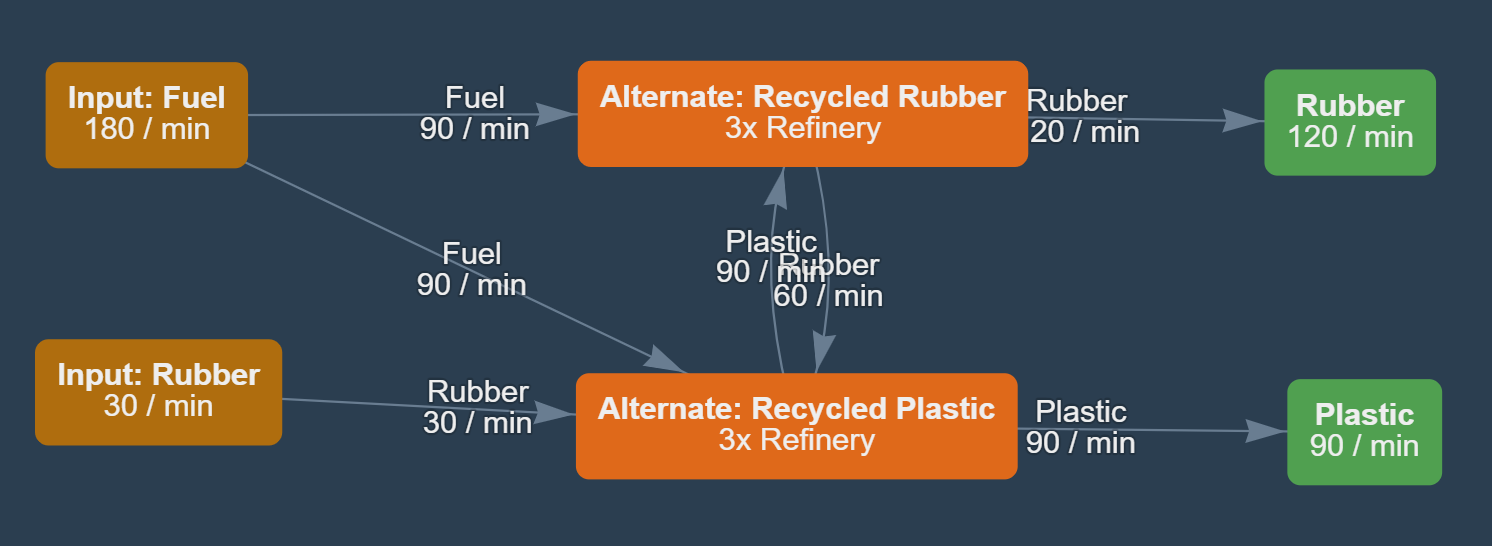 Input: Fuel
180 / min
Fuel
90 / min
Alternate: Recycled Rubber
3x Refinery
Rubber
20 / min
Rubber
120 / min
Fuel
90 / min
Plastic
90 / min
Rubber
60 / min
Input: Rubber
30 / min
Rubber
30 / min
Alternate: Recycled Plastic
3x Refinery
Plastic
90 / min
Plastic
90 / min